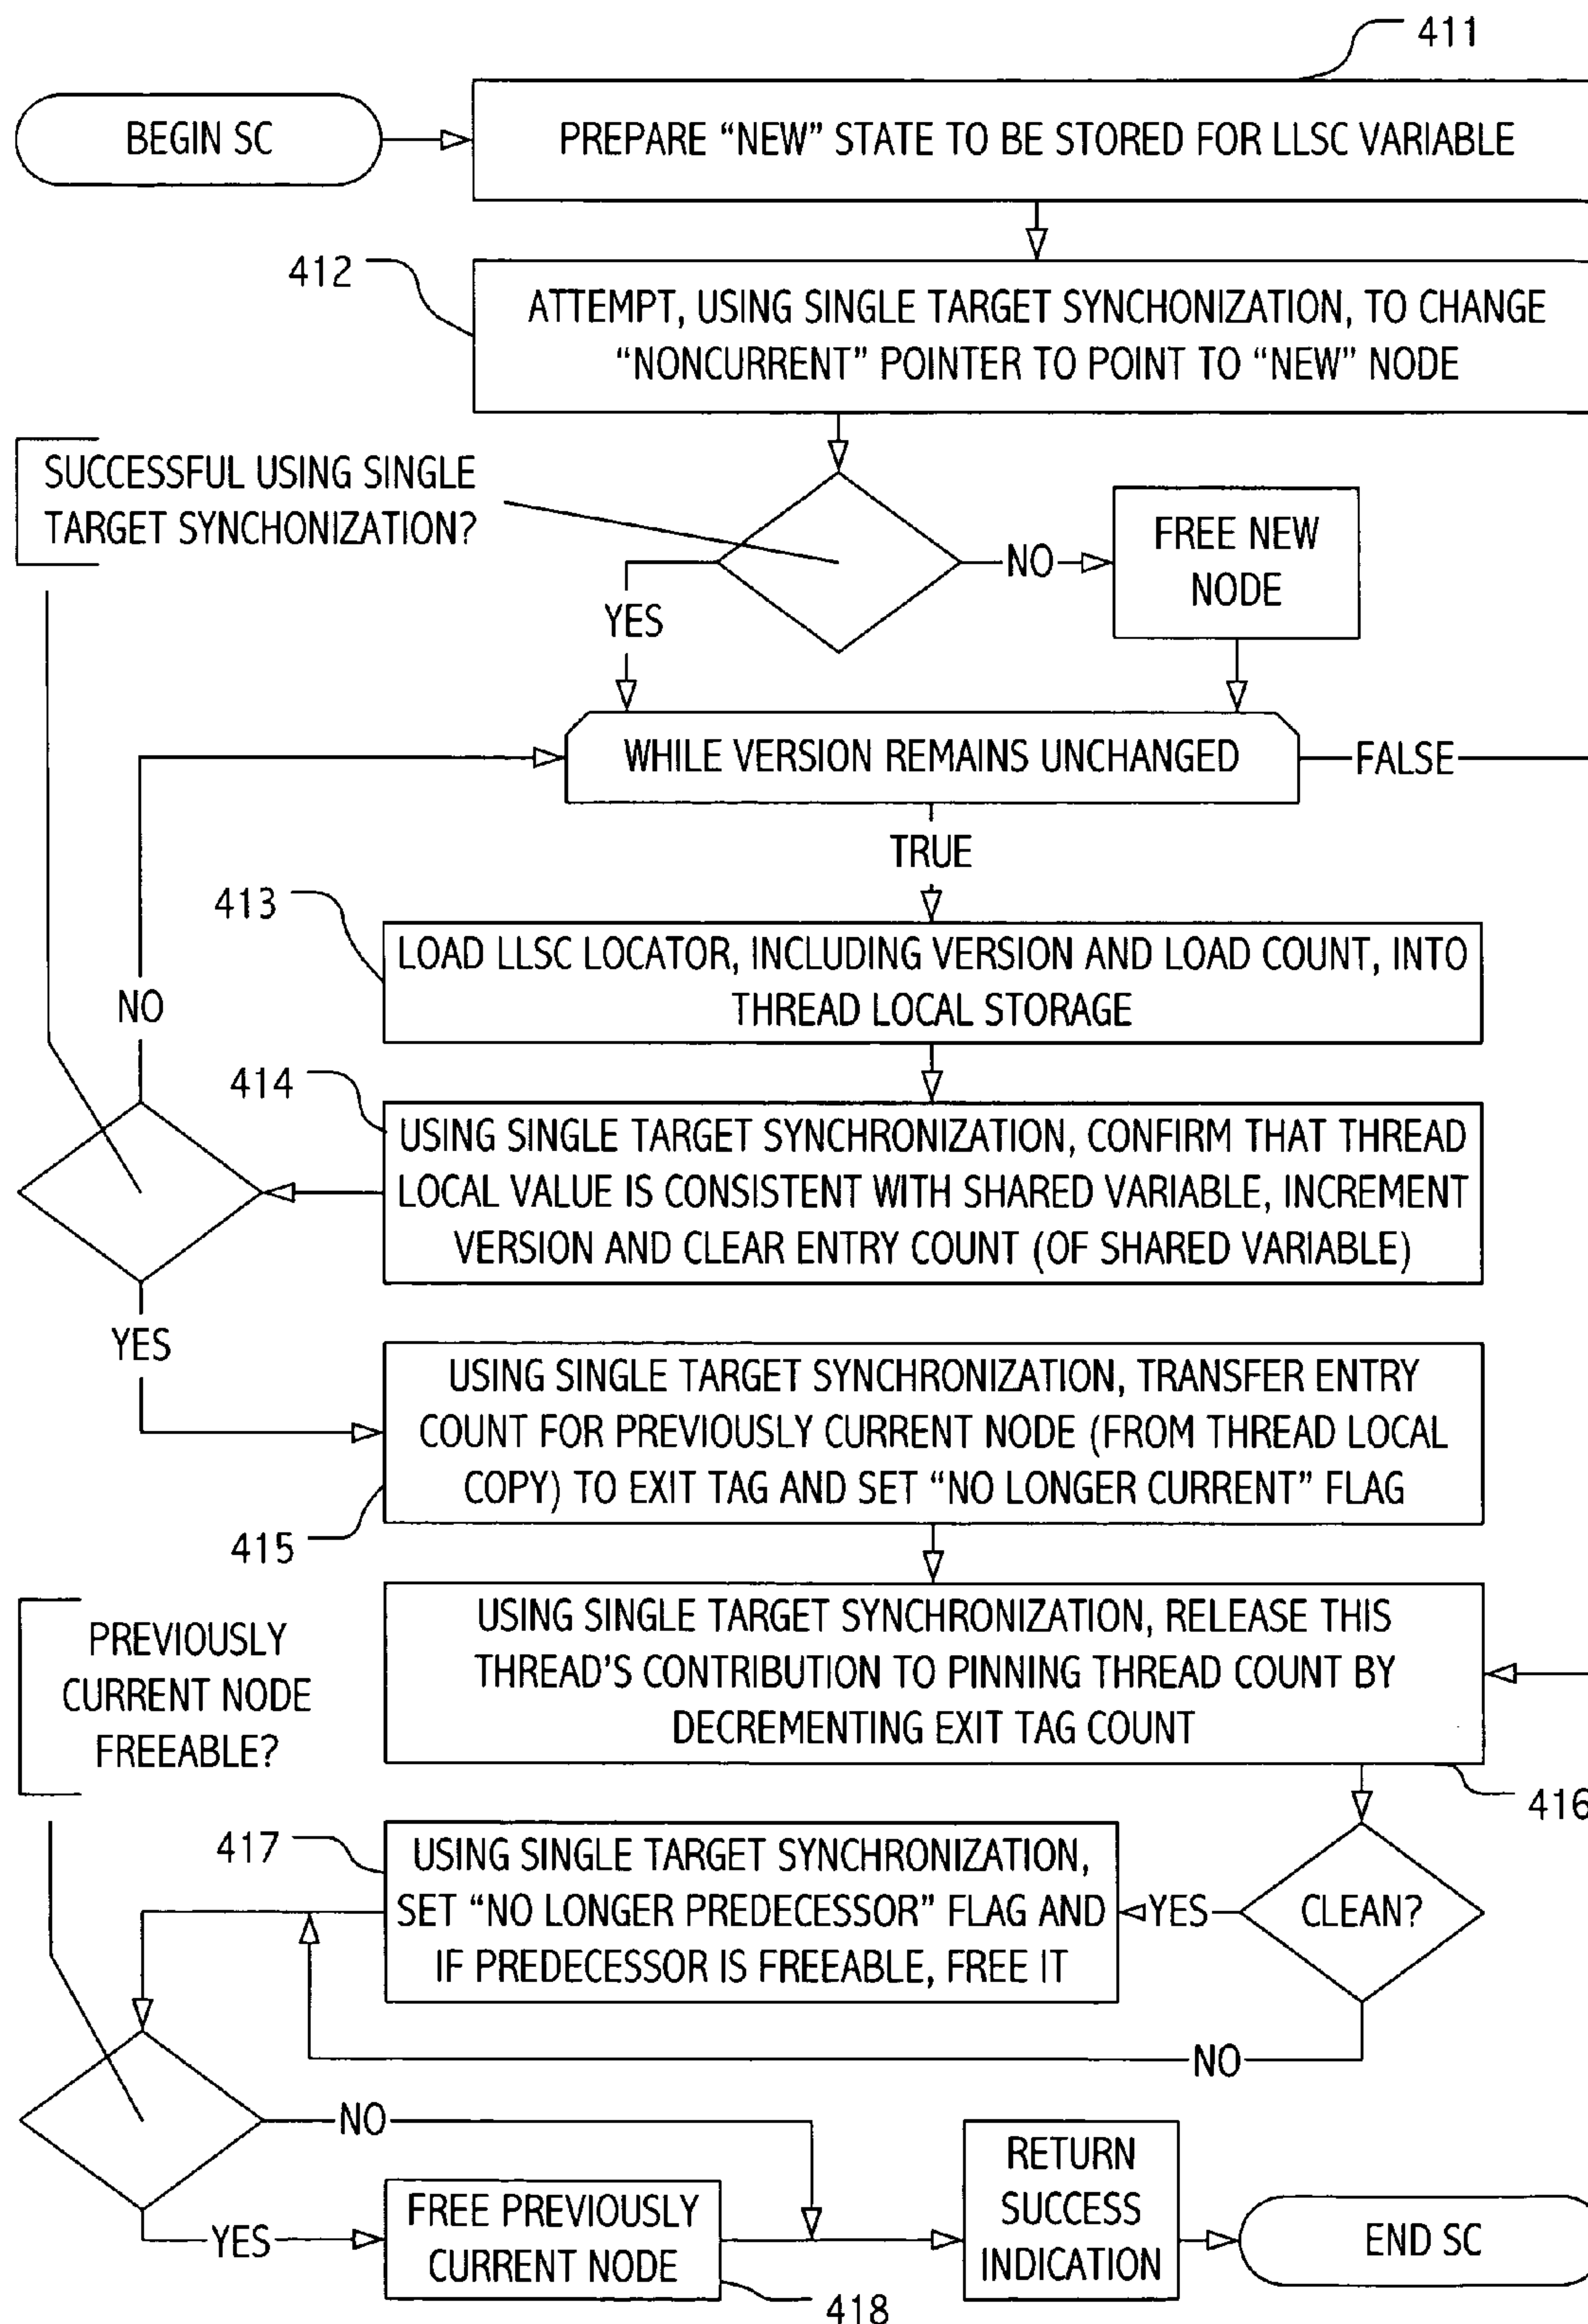 411
BEGIN SC
PREPARE “NEW” STATE TO BE STORED FOR LLSC VARIABLE
412
ATTEMPT, USING SINGLE TARGET SYNCHONIZATION, TO CHANGE
“NONCURRENT” POINTER TO POINT TO “NEW” NODE
SUCCESSFUL USING SINGLE
TARGET SYNCHONIZATION?
NO
FREE NEW
NODE
YES
WHILE VERSION REMAINS UNCHANGED
FALSE
TRUE
413
LOAD LLSC LOCATOR, INCLUDING VERSION AND LOAD COUNT, INTO
THREAD LOCAL STORAGE
NO
414
USING SINGLE TARGET SYNCHRONIZATION, CONFIRM THAT THREAD
LOCAL VALUE IS CONSISTENT WITH SHARED VARIABLE, INCREMENT
VERSION AND CLEAR ENTRY COUNT (OF SHARED VARIABLE)
YES
USING SINGLE TARGET SYNCHRONIZATION, TRANSFER ENTRY
COUNT FOR PREVIOUSLY CURRENT NODE (FROM THREAD LOCAL
COPY) TO EXIT TAG AND SET “NO LONGER CURRENT” FLAG
415
USING SINGLE TARGET SYNCHRONIZATION, RELEASE THIS
THREAD'S CONTRIBUTION TO PINNING THREAD COUNT BY
DECREMENTING EXIT TAG COUNT
PREVIOUSLY
CURRENT NODE
FREEABLE?
416
417
USING SINGLE TARGET SYNCHRONIZATION,
SET “NO LONGER PREDECESSOR” FLAG AND
IF PREDECESSOR IS FREEABLE, FREE IT
YES
CLEAN?
NO
NO
YES
FREE PREVIOUSLY
CURRENT NODE
418
RETURN
SUCCESS
INDICATION
END SC